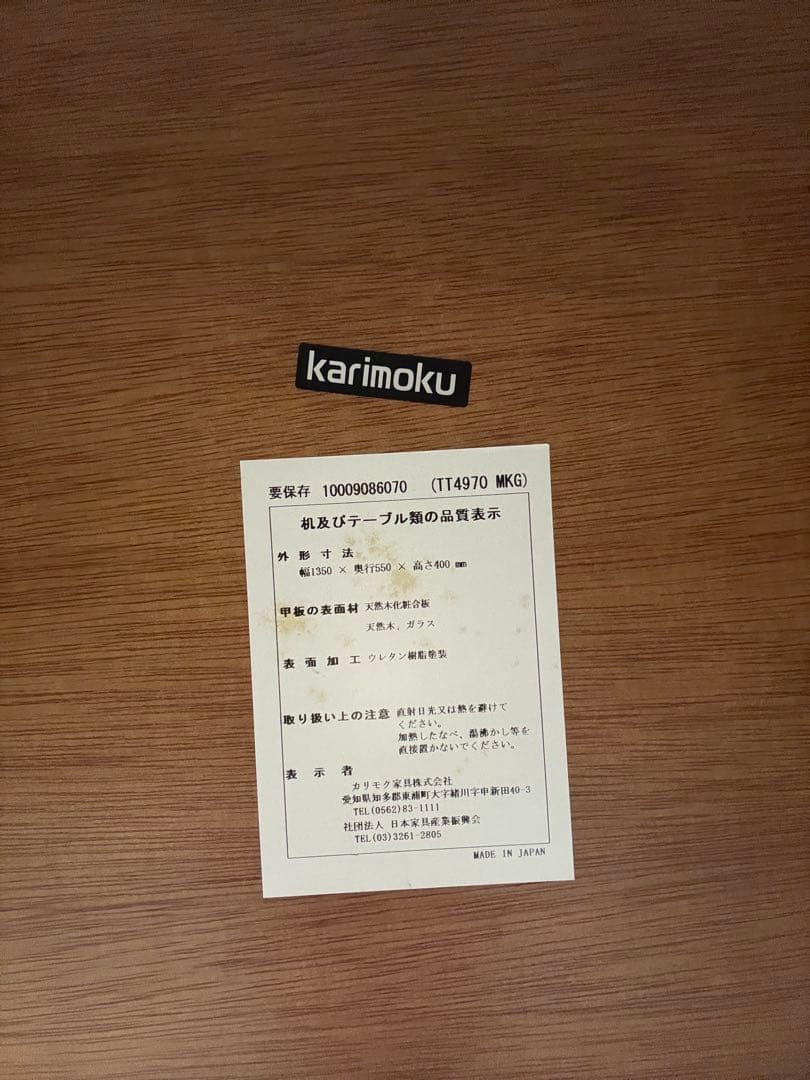 karimoku
要保存 10009086070 (TT4970 MKG)
机及びテーブル類の品質表示
外形寸法
幅1350 × 奥行550 × 高さ400 mm
甲板の表面材 天然木化粧合板
天然木、ガラス
表面加工 ウレタン樹脂塗装
取り扱い上の注意 直射日光又は熱を避けて
ください。
加熱したなべ、湯沸かし等を
直接置かないでください。
表示者
カリモク家具株式会社
愛知県知多郡東浦町大字緒川字申新田40-3
TEL(0562)83-1111
社団法人 日本家具産業振興会
TEL(03)3261-2805
MADE IN JAPAN